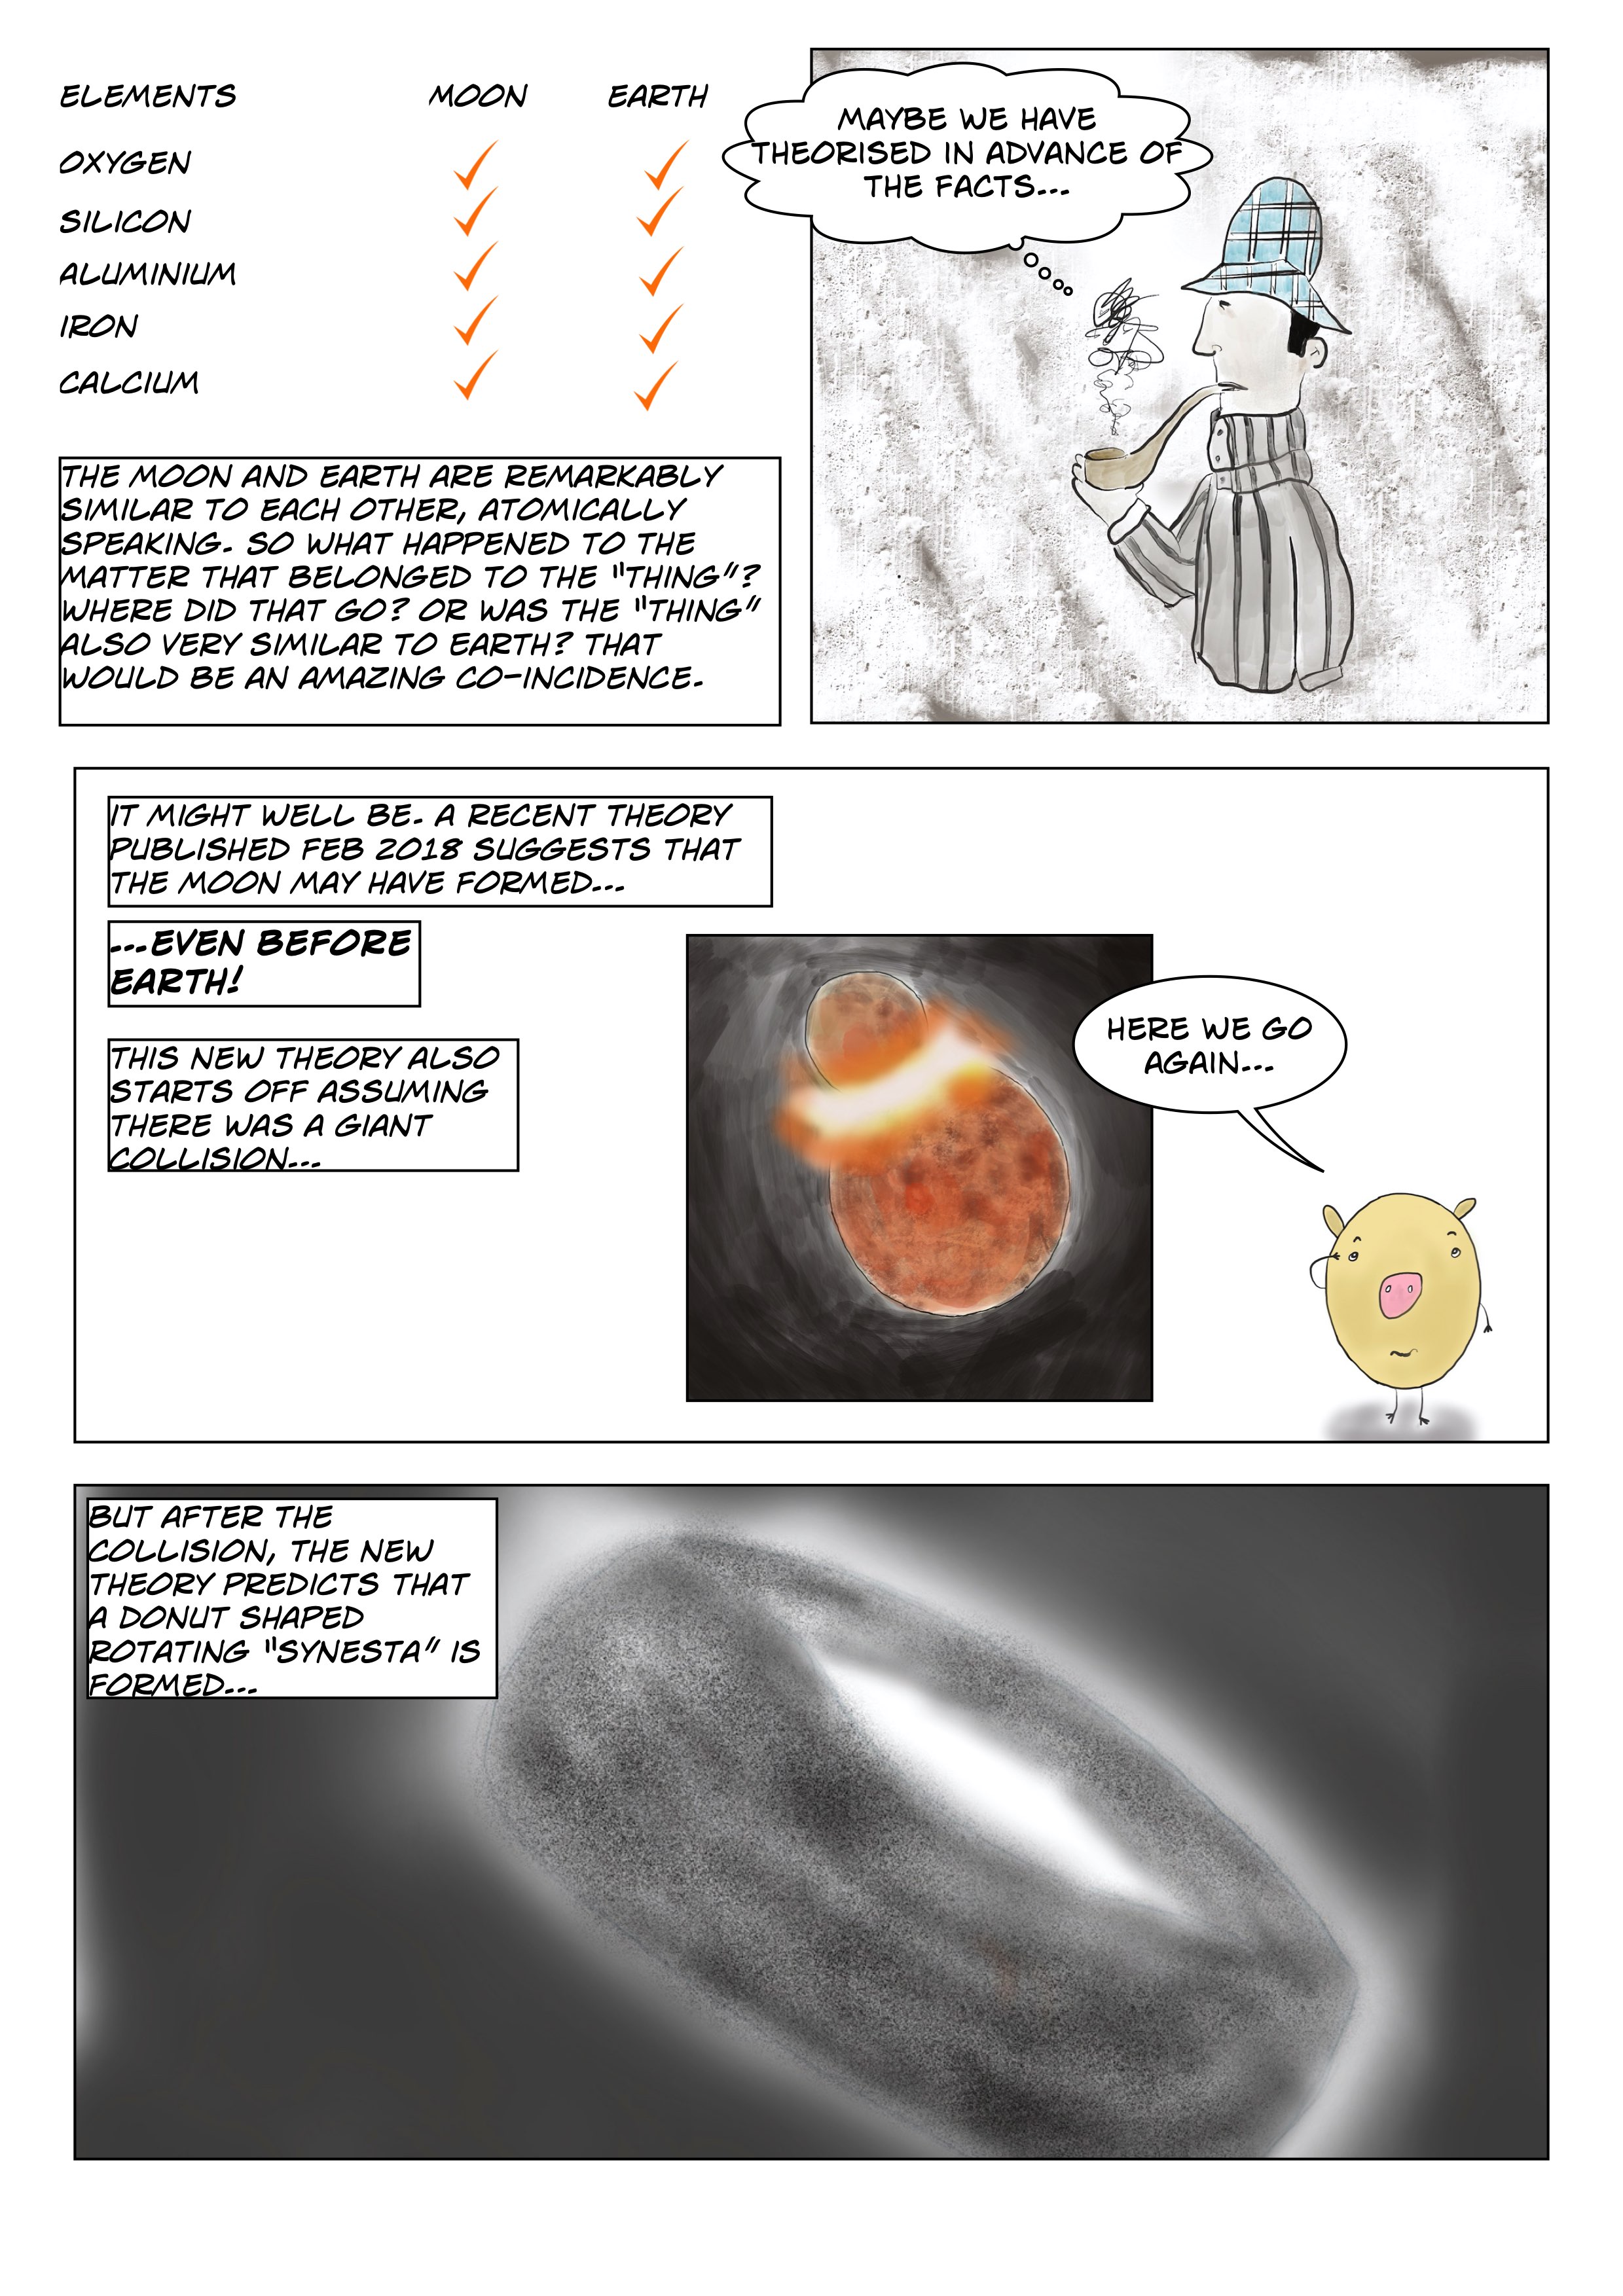 ELEMENTS MOON EARTH
OXYGEN
SILICON
ALUMINIUM
IRON
CALCIUM
THE MOON AND EARTH ARE REMARKABLY
SIMILAR TO EACH OTHER, ATOMICALLY
SPEAKING. SO WHAT HAPPENED TO THE
MATTER THAT BELONGED TO THE "THING"?
WHERE DID THAT GO? OR WAS THE "THING"
ALSO VERY SIMILAR TO EARTH? THAT
WOULD BE AN AMAZING CO-INCIDENCE.
MAYBE WE HAVE
THEORISED IN ADVANCE OF
THE FACTS...
IT MIGHT WELL BE. A RECENT THEORY
PUBLISHED FEB 2018 SUGGESTS THAT
THE MOON MAY HAVE FORMED...
...EVEN BEFORE
EARTH!
THIS NEW THEORY ALSO
STARTS OFF ASSUMING
THERE WAS A GIANT
COLLISION...
HERE WE GO
AGAIN...
BUT AFTER THE
COLLISION, THE NEW
THEORY PREDICTS THAT
A DONUT SHAPED
ROTATING "SYNESTA" IS
FORMED...